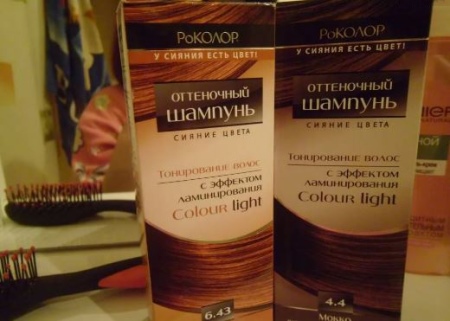 РоКОЛОР
У СИЯНИЯ ЕСТЬ ЦВЕТ!
ОТТЕНОЧНЫЙ
ШАМПУНЬ
СИЯНИЕ ЦВЕТА
Тонирование волос
с эффектом
ламинирования
Colour light
6.43
РоКОЛОР
У СИЯНИЯ ЕСТЬ ЦВЕТ!
ОТТЕНОЧНЫЙ
ШАМПУНЬ
СИЯНИЕ ЦВЕТА
Тонирование волос
с эффектом
ламинирования
Colour light
4.4
Мокко